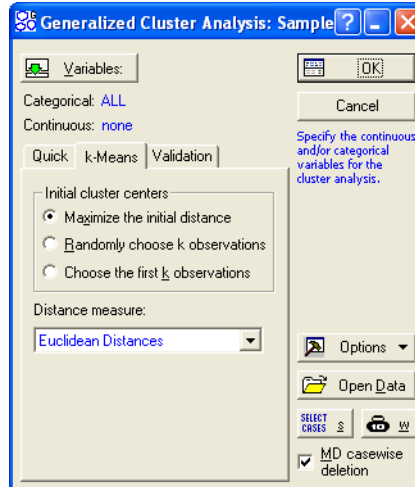 Generalized Cluster Analysis: Sample
Variables:
Categorical: ALL
Continuous: none
Quick
k-Means
Validation
Initial cluster centers
Maximize the initial distance
Randomly choose k observations
Choose the first k observations
Distance measure:
Euclidean Distances
OK
Cancel
Specify the continuous
and/or categorical
variables for the
cluster analysis.
Options
Open Data
SELECT
CASES
S
W
MD casewise
deletion